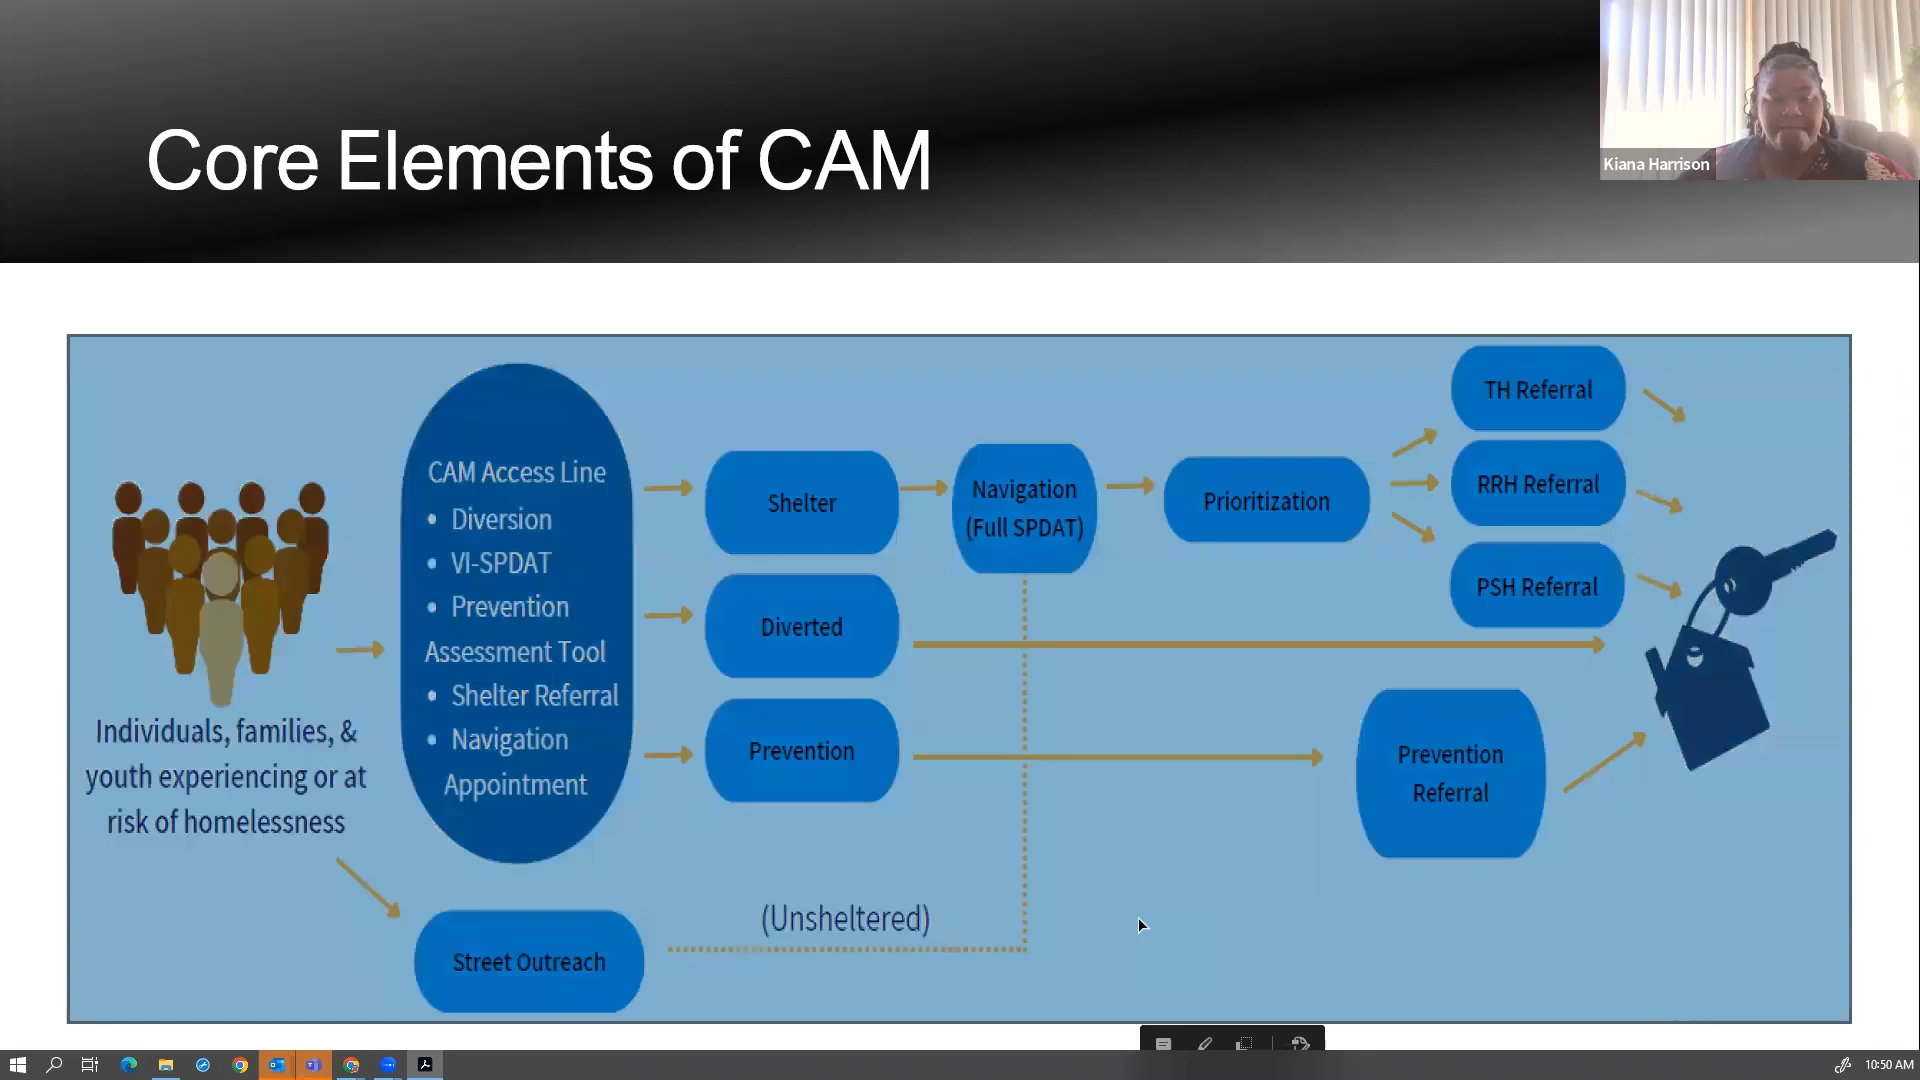 Core Elements of CAM
Kiana Harrison
Individuals, families, &
youth experiencing or at
risk of homelessness
CAM Access Line
• Diversion
• VI-SPDAT
• Prevention
Assessment Tool
• Shelter Referral
• Navigation
Appointment
Street Outreach
(Unsheltered)
Shelter
Diverted
Prevention
Navigation
(Full SPDAT)
Prioritization
TH Referral
RRH Referral
PSH Referral
Prevention
Referral
10:50 AM